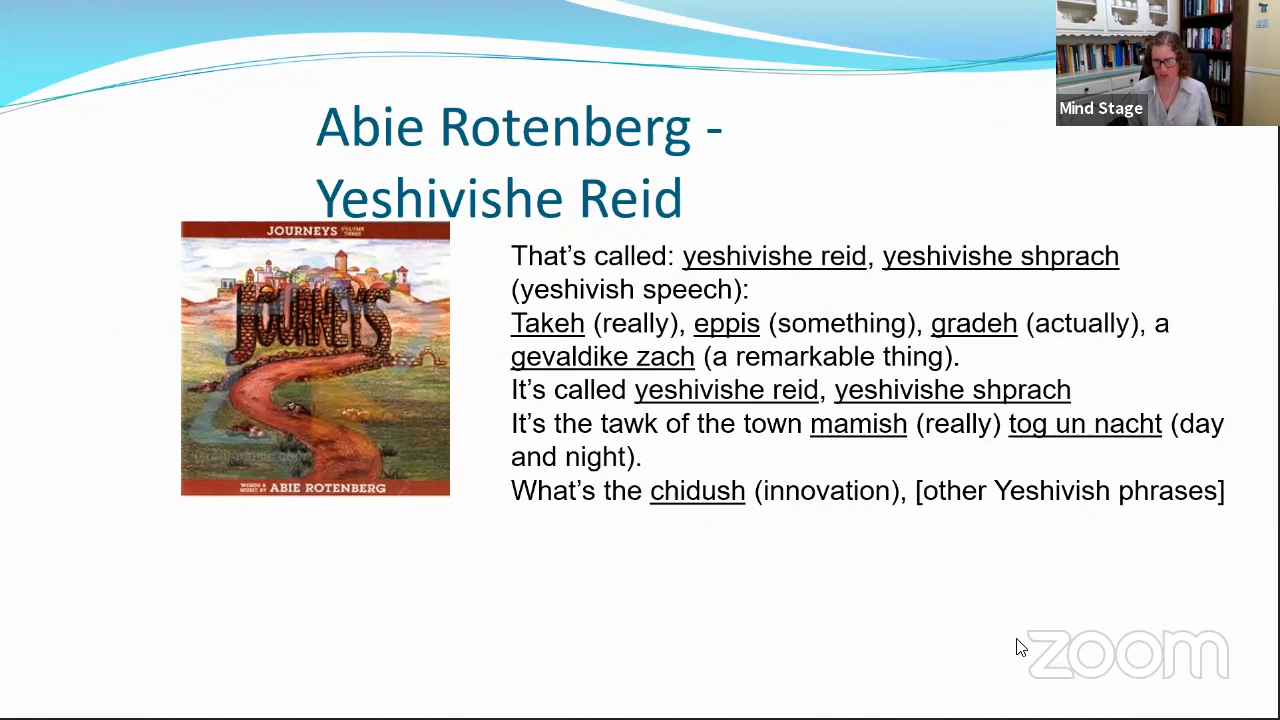 Mind Stage
Abie Rotenberg -
Yeshivishe Reid
JOURNEYS VOLUME THREE
JOURNEYS
WORDS & MUSIC BY ABIE ROTENBERG
That's called: yeshivishe reid, yeshivishe shprach
(yeshivish speech):
Takeh (really), eppis (something), gradeh (actually), a
gevaldike zach (a remarkable thing).
It's called yeshivishe reid, yeshivishe shprach
It's the tawk of the town mamish (really) tog un nacht (day
and night).
What's the chidush (innovation), [other Yeshivish phrases]
zoom